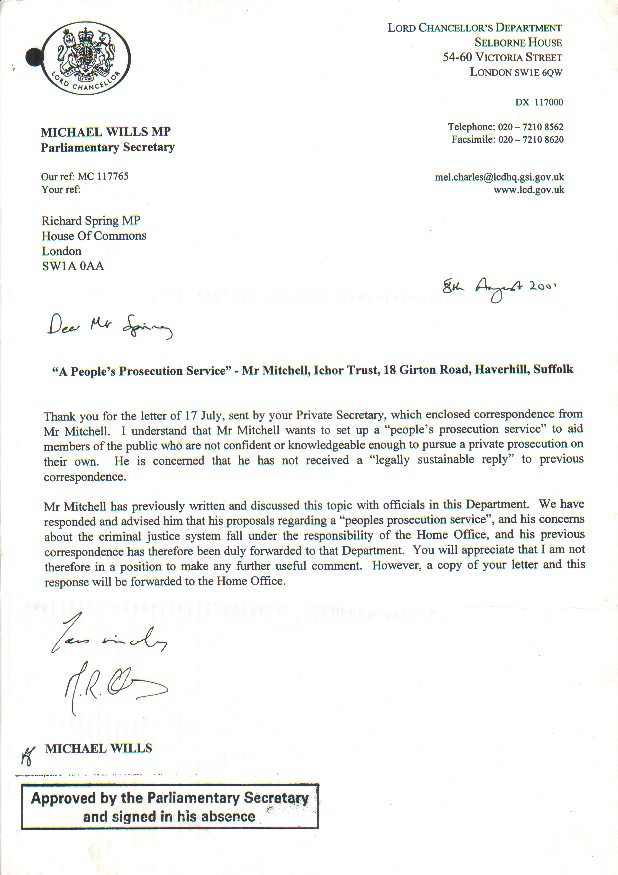 LORD CHANCELLOR
LORD CHANCELLOR'S DEPARTMENT
SELBORNE HOUSE
54-60 VICTORIA STREET
LONDON SW1E 6QW
DX 117000
MICHAEL WILLS MP
Parliamentary Secretary
Telephone: 020 – 7210 8562
Facsimile: 020 – 7210 8620
Our ref: MC 117765
Your ref:
mel.charles@lcdhq.gsi.gov.uk
www.lcd.gov.uk
Richard Spring MP
House Of Commons
London
SW1A 0AA
8th August 2001
Dear Mr Spring
"A People's Prosecution Service" - Mr Mitchell, Ichor Trust, 18 Girton Road, Haverhill, Suffolk
Thank you for the letter of 17 July, sent by your Private Secretary, which enclosed correspondence from
Mr Mitchell. I understand that Mr Mitchell wants to set up a "people's prosecution service" to aid
members of the public who are not confident or knowledgeable enough to pursue a private prosecution on
their own. He is concerned that he has not received a "legally sustainable reply" to previous
correspondence.
Mr Mitchell has previously written and discussed this topic with officials in this Department. We have
responded and advised him that his proposals regarding a "peoples prosecution service", and his concerns
about the criminal justice system fall under the responsibility of the Home Office, and his previous
correspondence has therefore been duly forwarded to that Department. You will appreciate that I am not
therefore in a position to make any further useful comment. However, a copy of your letter and this
response will be forwarded to the Home Office.
Yours sincerely
MICHAEL WILLS
Approved by the Parliamentary Secretary
and signed in his absence